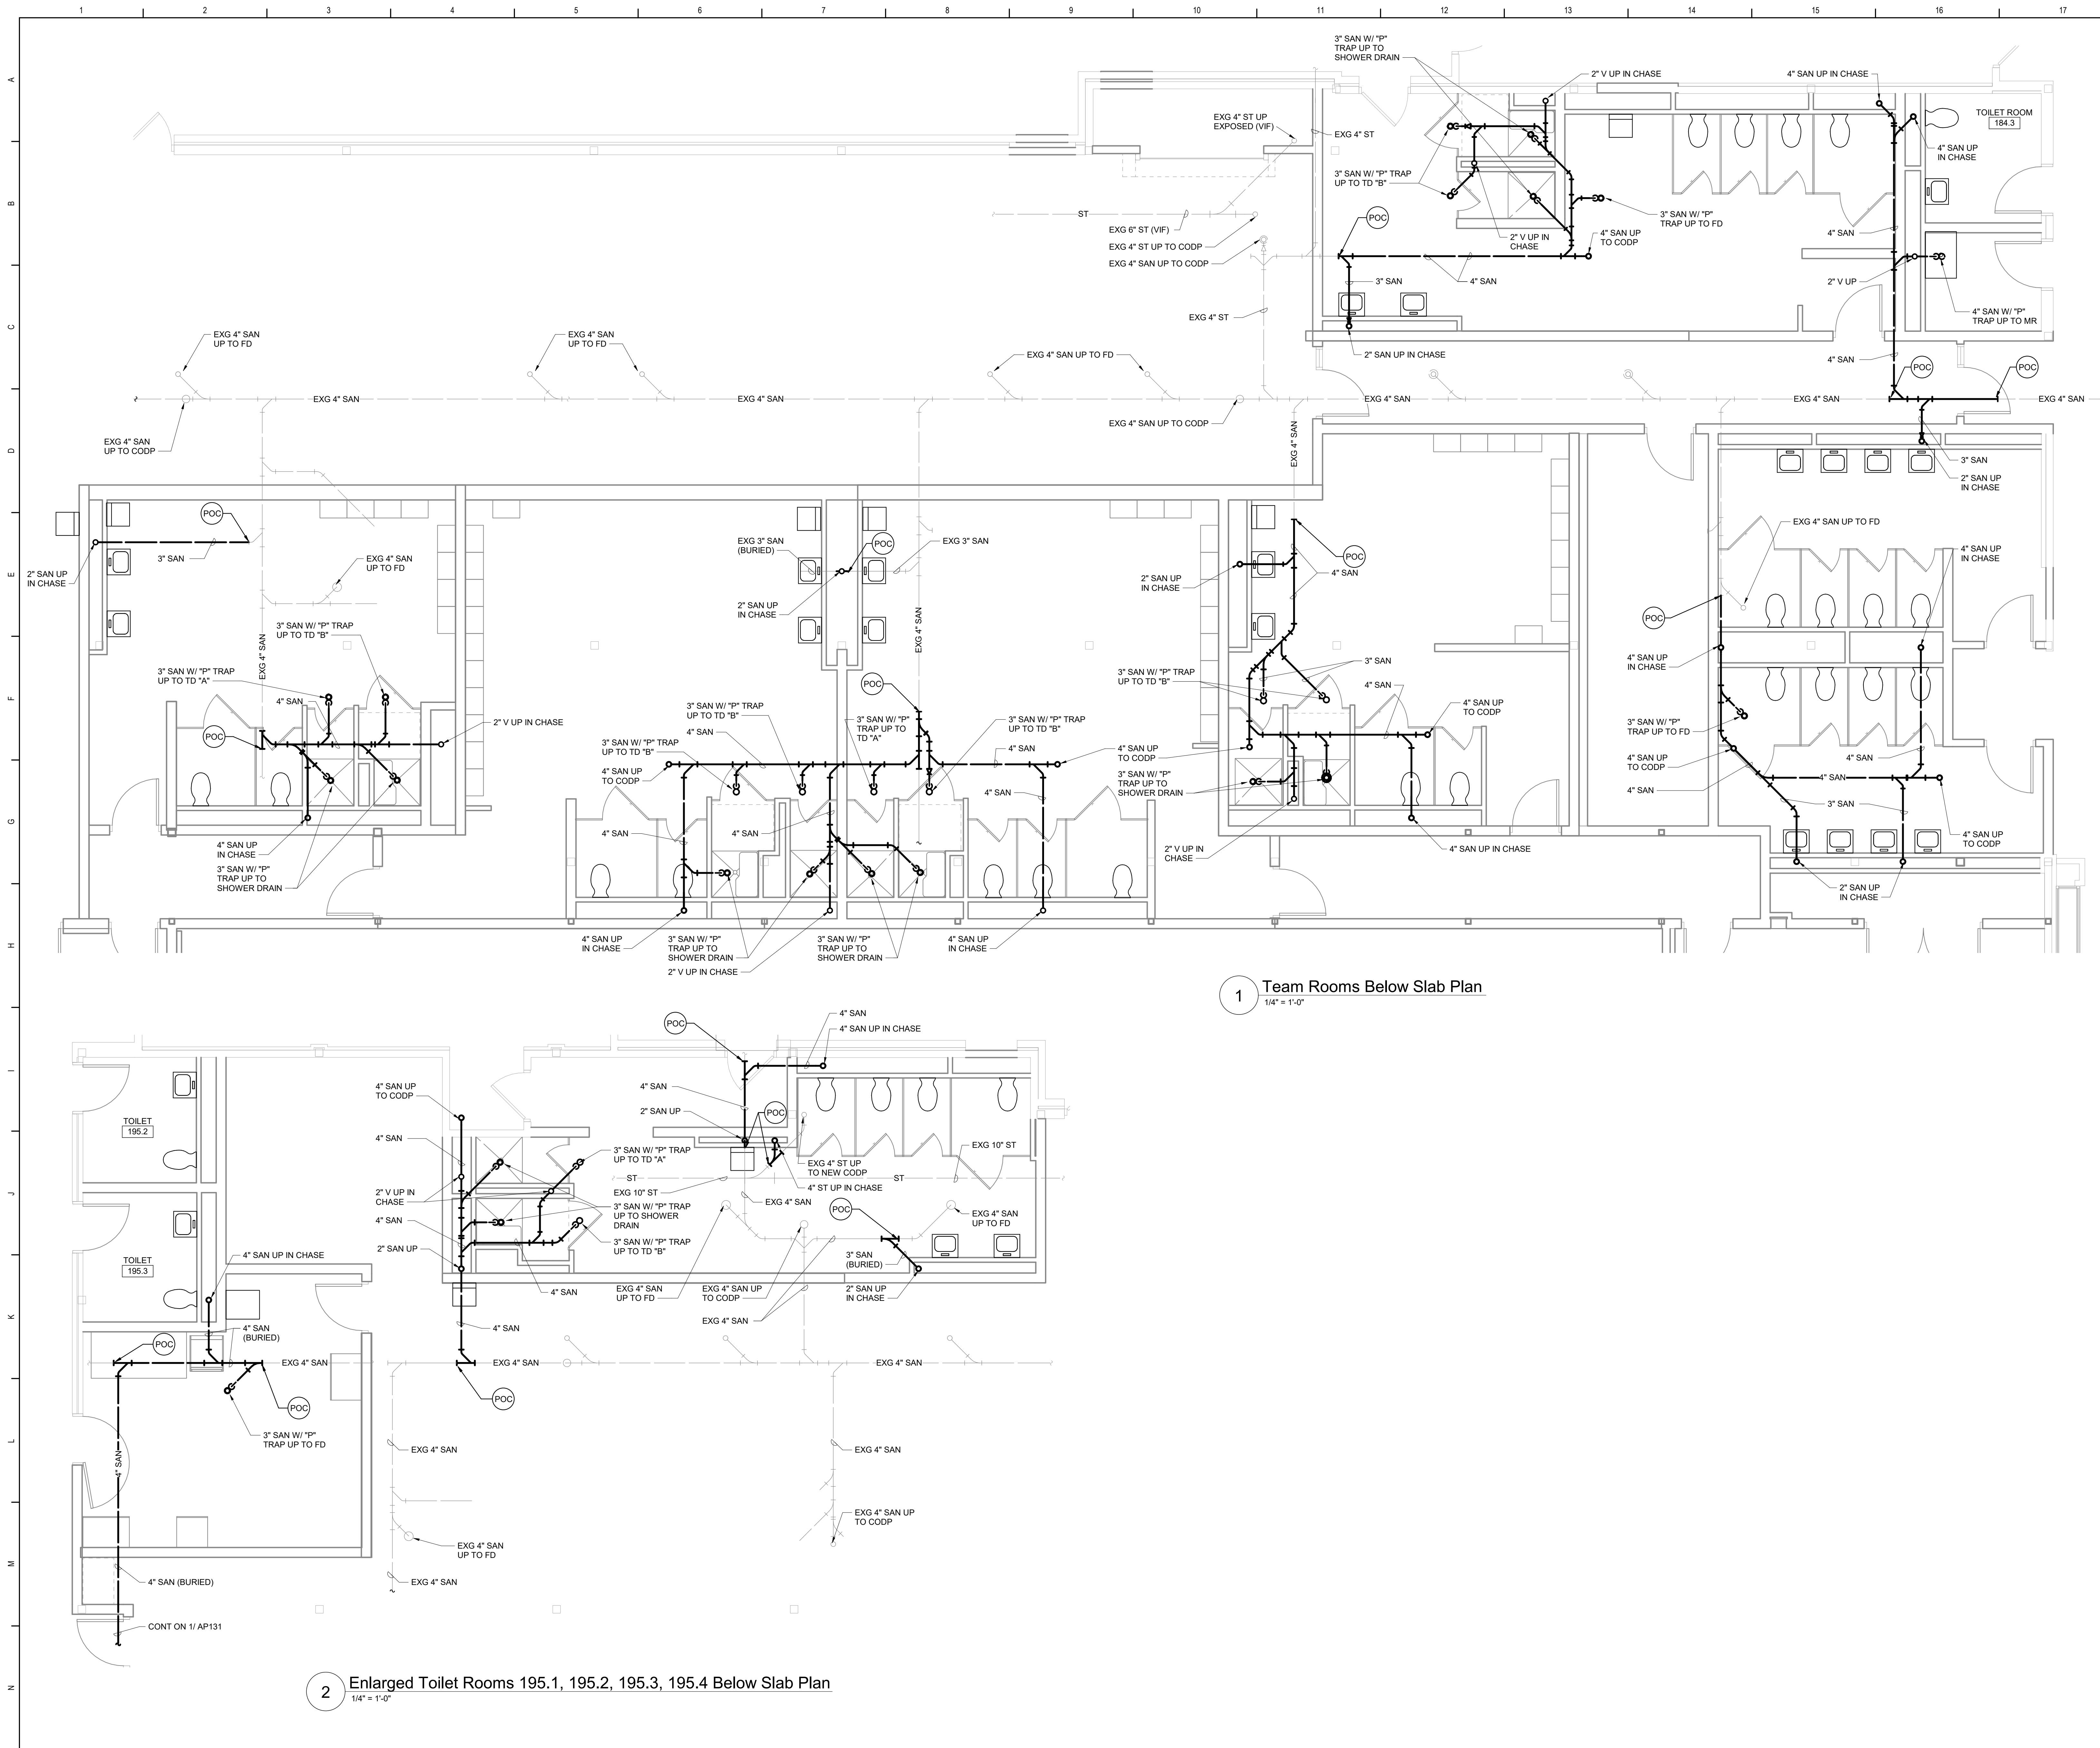 1 2 3 4 5 6 7 8 9 10 11 12 13 14 15 16 17
A
B
C
D
E
F
G
H
I
J
K
L
M
N
3" SAN W/ "P"
TRAP UP TO
SHOWER DRAIN
2" V UP IN CHASE
4" SAN UP IN CHASE
TOILET ROOM
184.3
EXG 4" ST UP
EXPOSED (VIF)
EXG 4" ST
4" SAN UP
IN CHASE
3" SAN W/ "P" TRAP
UP TO TD "B"
ST
POC
3" SAN W/ "P"
TRAP UP TO FD
EXG 6" ST (VIF)
EXG 4" ST UP TO CODP
EXG 4" SAN UP TO CODP
2" V UP IN
CHASE
4" SAN UP
TO CODP
4" SAN
3" SAN
4" SAN
2" V UP
EXG 4" ST
4" SAN W/ "P"
TRAP UP TO MR
EXG 4" SAN
UP TO FD
EXG 4" SAN
UP TO FD
EXG 4" SAN UP TO FD
2" SAN UP IN CHASE
4" SAN
POC
POC
EXG 4" SAN
EXG 4" SAN
EXG 4" SAN
EXG 4" SAN
EXG 4" SAN
EXG 4" SAN
UP TO CODP
EXG 4" SAN UP TO CODP
EXG 4" SAN
3" SAN
2" SAN UP
IN CHASE
POC
3" SAN
EXG 4" SAN
UP TO FD
2" SAN UP
IN CHASE
EXG 3" SAN
(BURIED)
POC
EXG 3" SAN
2" SAN UP
IN CHASE
2" SAN UP
IN CHASE
POC
4" SAN
EXG 4" SAN UP TO FD
4" SAN UP
IN CHASE
POC
EXG 4" SAN
3" SAN W/ "P" TRAP
UP TO TD "B"
3" SAN W/ "P" TRAP
UP TO TD "A"
4" SAN
POC
2" V UP IN CHASE
EXG 4" SAN
POC
3" SAN W/ "P" TRAP
UP TO TD "B"
4" SAN
3" SAN W/ "P" TRAP
UP TO TD "B"
3" SAN W/ "P"
TRAP UP TO
TD "A"
3" SAN W/ "P" TRAP
UP TO TD "B"
4" SAN
4" SAN UP
TO CODP
4" SAN UP
TO CODP
4" SAN
3" SAN W/ "P" TRAP
UP TO TD "B"
3" SAN
4" SAN
4" SAN UP
TO CODP
3" SAN W/ "P"
TRAP UP TO
SHOWER DRAIN
4" SAN UP
IN CHASE
3" SAN W/ "P"
TRAP UP TO FD
4" SAN UP
TO CODP
4" SAN
4" SAN
4" SAN
3" SAN
4" SAN UP
TO CODP
4" SAN UP
IN CHASE
3" SAN W/ "P"
TRAP UP TO
SHOWER DRAIN
4" SAN
4" SAN
2" V UP IN
CHASE
4" SAN UP IN CHASE
2" SAN UP
IN CHASE
4" SAN UP
IN CHASE
3" SAN W/ "P"
TRAP UP TO
SHOWER DRAIN
2" V UP IN CHASE
3" SAN W/ "P"
TRAP UP TO
SHOWER DRAIN
4" SAN UP
IN CHASE
1
Team Rooms Below Slab Plan
1/4" = 1'-0"
POC
4" SAN
4" SAN UP IN CHASE
4" SAN UP
TO CODP
4" SAN
2" SAN UP
POC
TOILET
195.2
4" SAN
3" SAN W/ "P" TRAP
UP TO TD "A"
EXG 10" ST
EXG 4" ST UP
TO NEW CODP
ST
ST
4" ST UP IN CHASE
EXG 10" ST
2" V UP IN
CHASE
EXG 4" SAN
3" SAN W/ "P" TRAP
UP TO SHOWER
DRAIN
POC
EXG 4" SAN
UP TO FD
4" SAN
3" SAN W/ "P" TRAP
UP TO TD "B"
2" SAN UP
4" SAN UP IN CHASE
TOILET
195.3
3" SAN
(BURIED)
4" SAN
EXG 4" SAN
UP TO FD
EXG 4" SAN UP
TO CODP
2" SAN UP
IN CHASE
EXG 4" SAN
4" SAN
4" SAN
(BURIED)
POC
EXG 4" SAN
EXG 4" SAN
EXG 4" SAN
POC
POC
3" SAN W/ "P"
TRAP UP TO FD
4" SAN
EXG 4" SAN
EXG 4" SAN
EXG 4" SAN UP
TO CODP
EXG 4" SAN
UP TO FD
4" SAN (BURIED)
EXG 4" SAN
CONT ON 1/ AP131
2
Enlarged Toilet Rooms 195.1, 195.2, 195.3, 195.4 Below Slab Plan
1/4" = 1'-0"